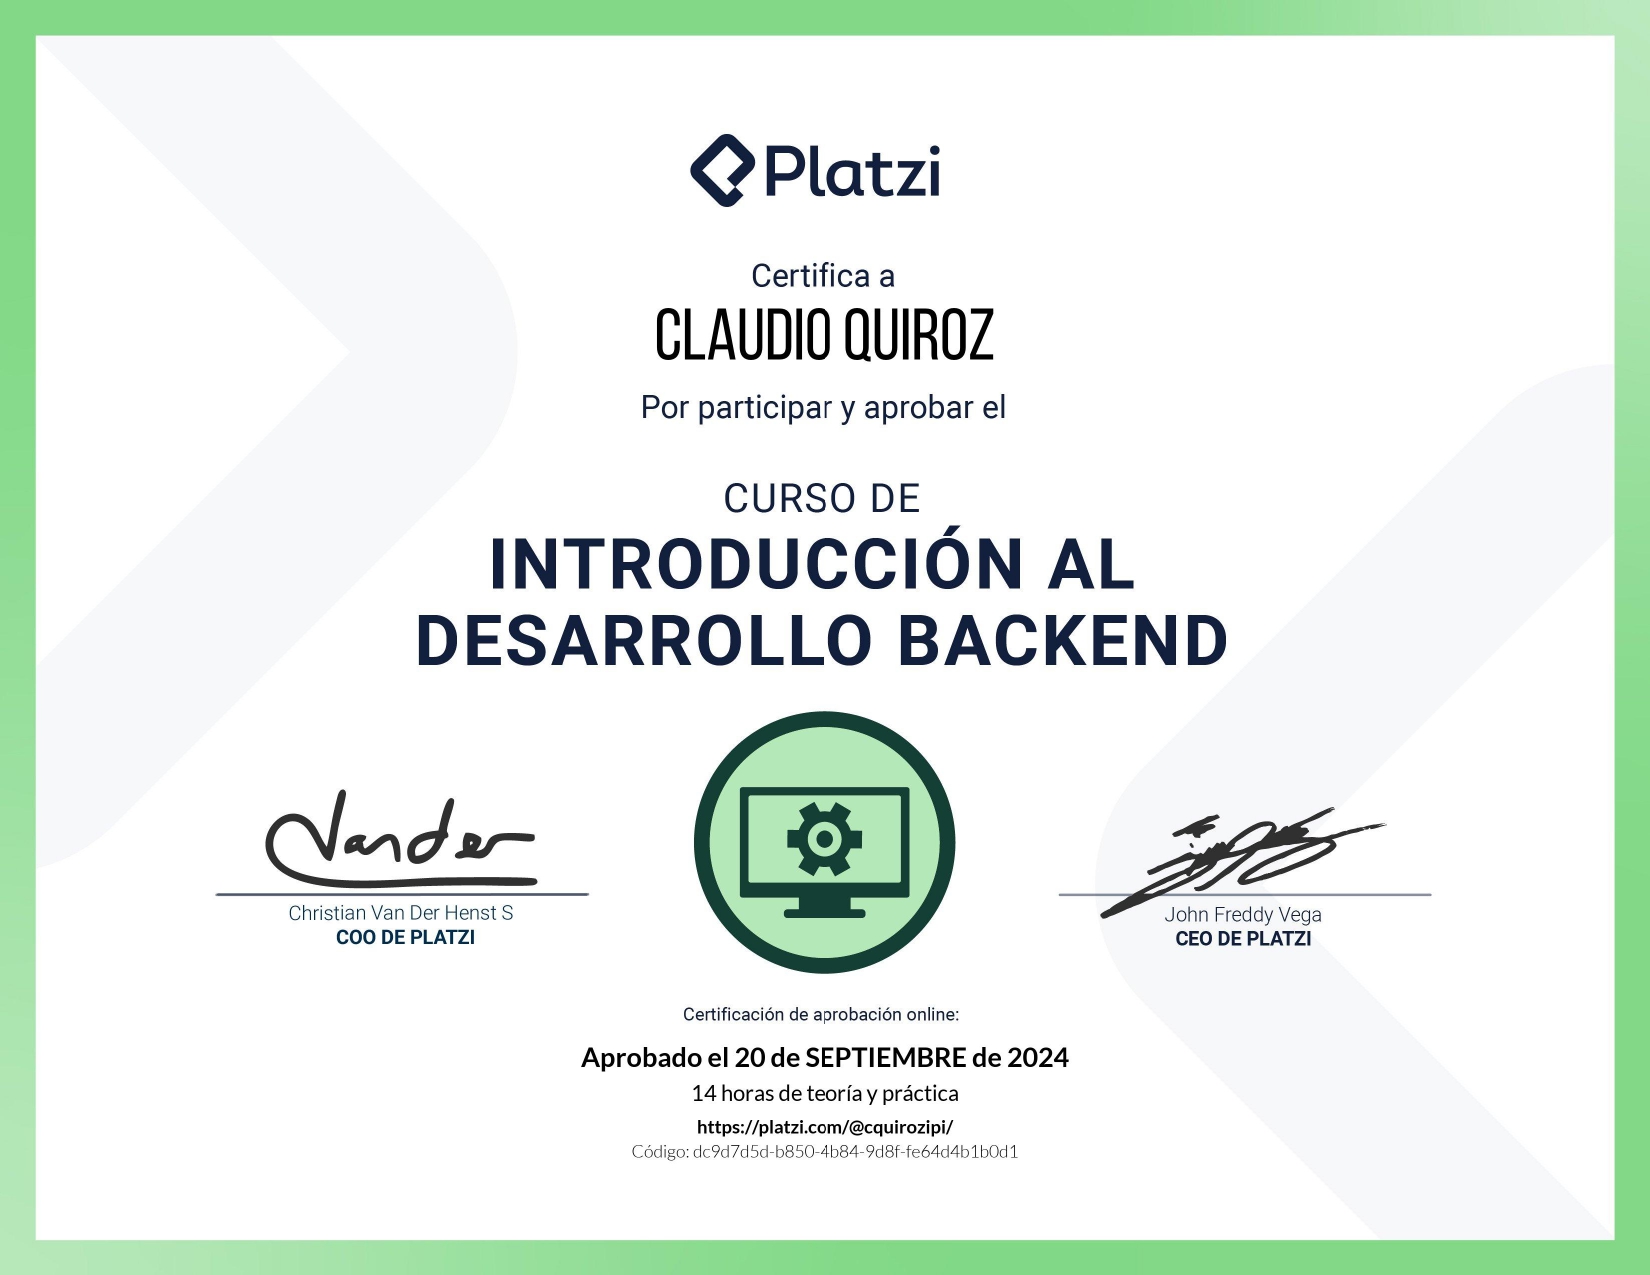 Platzi
Certifica a
CLAUDIO QUIROZ
Por participar y aprobar el
CURSO DE
INTRODUCCIÓN AL
DESARROLLO BACKEND
Vander
Christian Van Der Henst S
COO DE PLATZI
John Freddy Vega
CEO DE PLATZI
Certificación de aprobación online:
Aprobado el 20 de SEPTIEMBRE de 2024
14 horas de teoría y práctica
https://platzi.com/@cquirozipi/
Código: dc9d7d5d-b850-4b84-9d8f-fe64d4b1b0d1